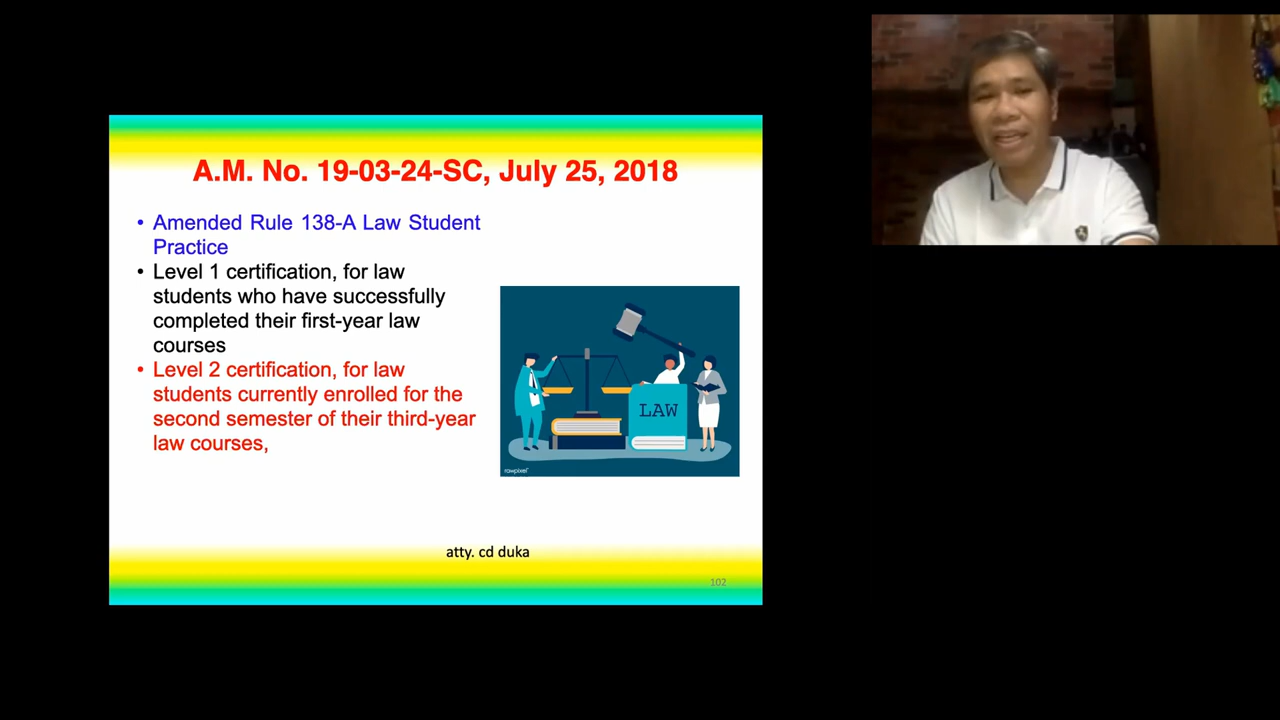 A.M. No. 19-03-24-SC, July 25, 2018
• Amended Rule 138-A Law Student
Practice
• Level 1 certification, for law
students who have successfully
completed their first-year law
courses
• Level 2 certification, for law
students currently enrolled for the
second semester of their third-year
law courses,
LAW
rawpixel
atty. cd duka
102